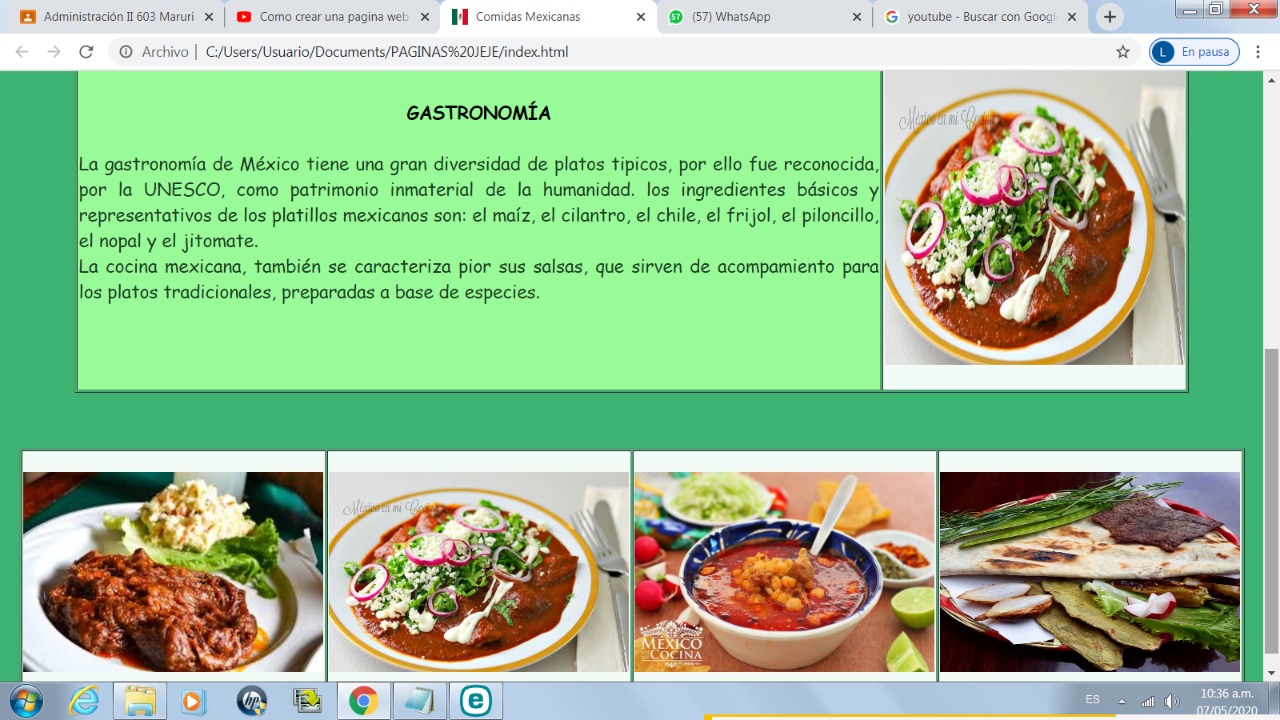 Administración II 603 Maru
Como crear una pagina web
Comidas Mexicanas
(57) WhatsApp
youtube - Buscar con Googl
Archivo | C:/Users/Usuario/Documents/PAGINAS%20JEJE/index.html
L En pausa
GASTRONOMÍA
La gastronomía de México tiene una gran diversidad de platos tipicos, por ello fue reconocida,
por la UNESCO, como patrimonio inmaterial de la humanidad. los ingredientes básicos y
representativos de los platillos mexicanos son: el maíz, el cilantro, el chile, el frijol, el piloncillo,
el nopal y el jitomate.
La cocina mexicana, también se caracteriza pior sus salsas, que sirven de acompamiento para
los platos tradicionales, preparadas a base de especies.
México en mi Cocina
México en mi Cocina
MÉXICO
COCINA
ES
10:36 a.m.
07/05/2020